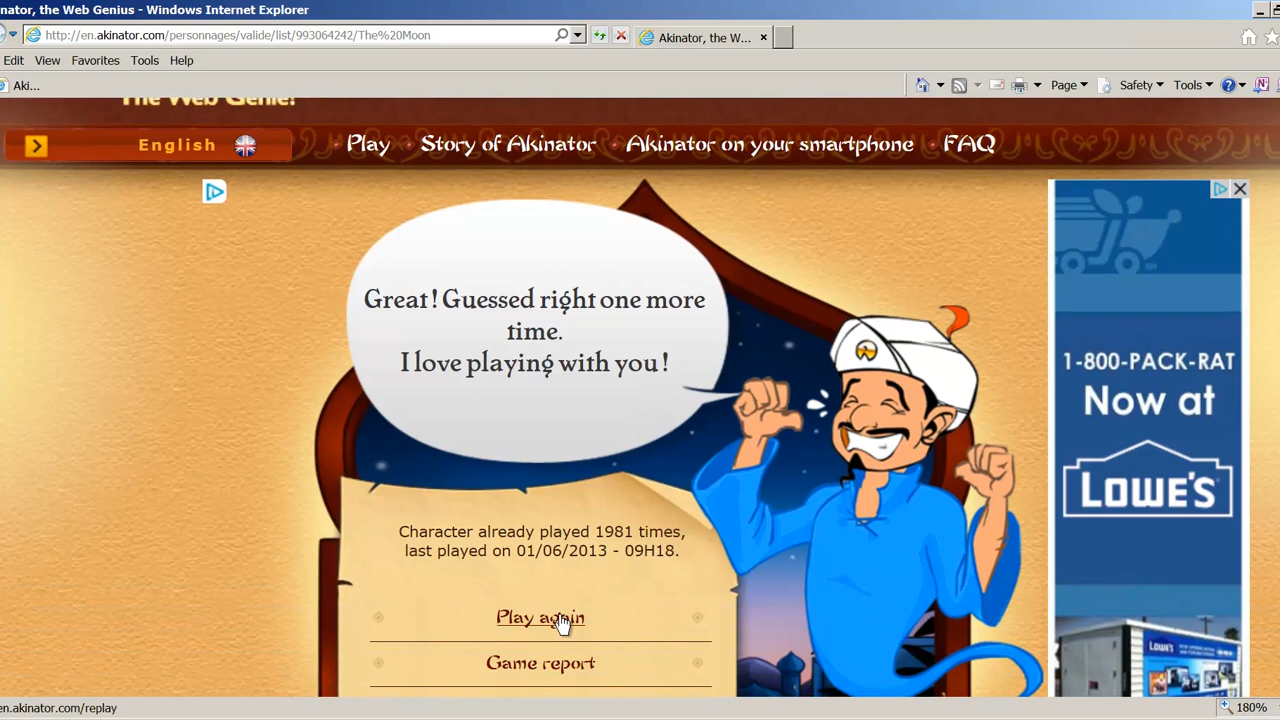 nator, the Web Genius - Windows Internet Explorer
http://en.akinator.com/personnages/valide/list/993064242/The%20Moon
Akinator, the W...
Edit View Favorites Tools Help
Aki...
Page Safety Tools
The Web Genie!
English
Play Story of Akinator Akinator on your smartphone FAQ
Great! Guessed right one more
time.
I love playing with you!
1-800-PACK-RAT
Now at
LOWE'S
Character already played 1981 times,
last played on 01/06/2013 - 09H18.
Play again
Game report
LOWE'S
en.akinator.com/replay
180%